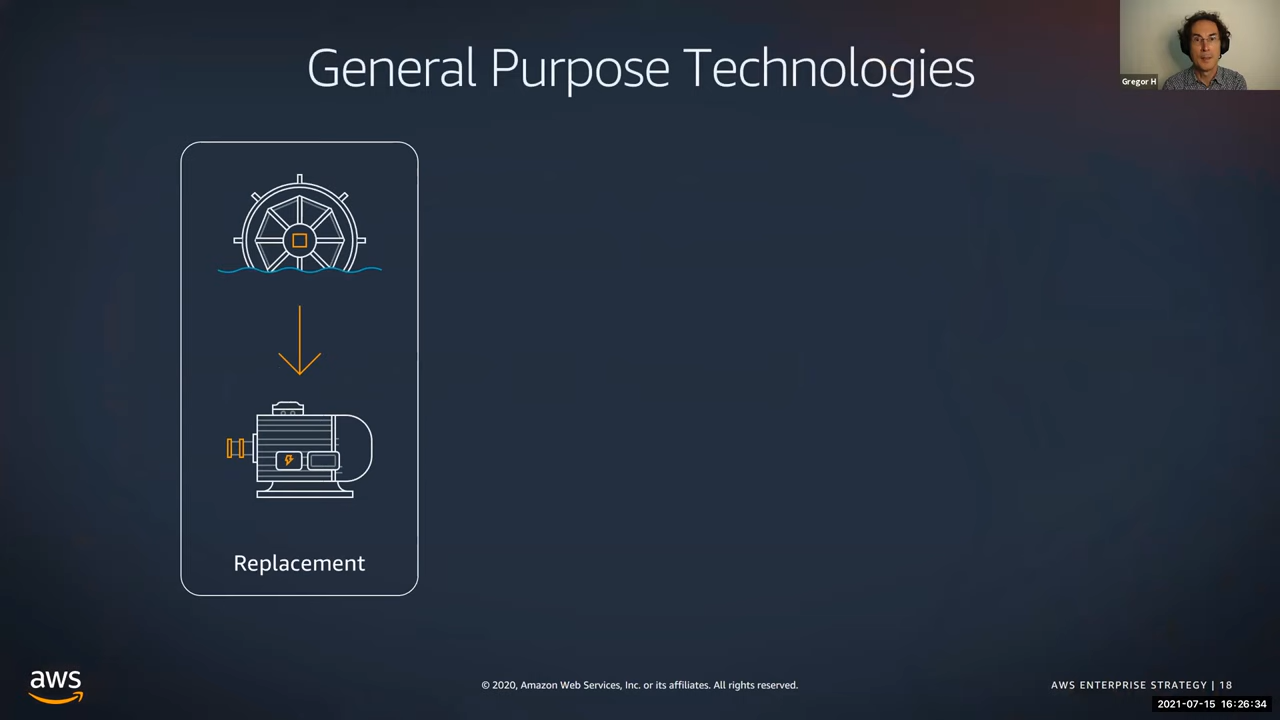 General Purpose Technologies
Gregor H
Replacement
aws
© 2020, Amazon Web Services, Inc. or its affiliates. All rights reserved.
AWS ENTERPRISE STRATEGY | 18
2021-07-15 16:26:34